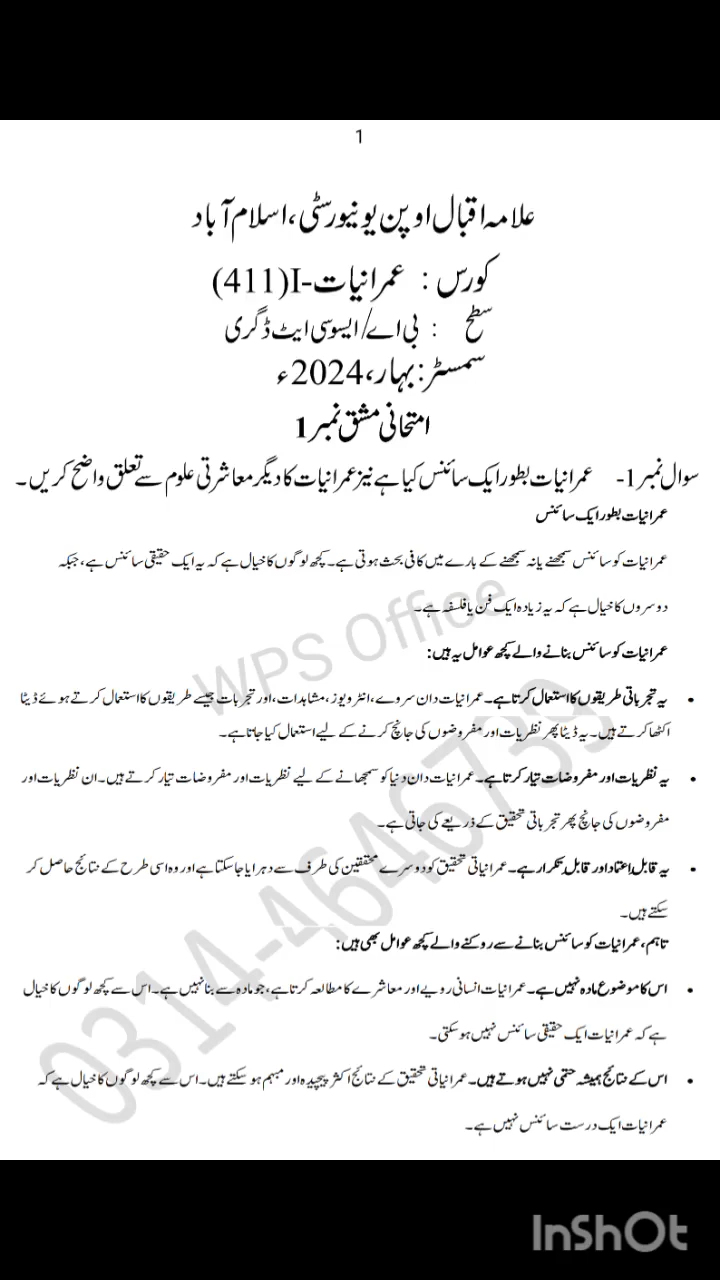 1
علامہ اقبال اوپن یونیورسٹی، اسلام آباد
کورس : عمرانیات-I(411)
سطح : بی اے/ایسوسی ایٹ ڈگری
سمسٹر:بہار،2024ء
امتحانی مشق نمبر 1
سوال نمبر 1- عمرانیات بطور ایک سائنس کیا ہے نیز عمرانیات کا دیگر معاشرتی علوم سے تعلق واضح کریں۔
عمرانیات بطور ایک سائنس
عمرانیات کو سائنس سمجھنے یا نہ سمجھنے کے بارے میں کافی بحث ہوتی ہے۔ کچھ لوگوں کا خیال ہے کہ یہ ایک حقیقی سائنس ہے، جبکہ
دوسروں کا خیال ہے کہ یہ زیادہ ایک فن یا فلسفہ ہے۔
عمرانیات کو سائنس بنانے والے کچھ عوامل یہ ہیں:
• یہ تجرباتی طریقوں کا استعمال کرتا ہے۔ عمرانیات دان سروے، انٹرویوز، مشاہدات، اور تجربات جیسے طریقوں کا استعمال کرتے ہوئے ڈیٹا
اکٹھا کرتے ہیں۔ یہ ڈیٹا پھر نظریات اور مفروضوں کی جانچ کرنے کے لیے استعمال کیا جاتا ہے۔
• یہ نظریات اور مفروضات تیار کرتا ہے۔ عمرانیات دان دنیا کو سمجھانے کے لیے نظریات اور مفروضات تیار کرتے ہیں۔ ان نظریات اور
مفروضوں کی جانچ پھر تجرباتی تحقیق کے ذریعے کی جاتی ہے۔
• یہ قابل اعتماد اور قابل تکرار ہے۔ عمرانیاتی تحقیق کو دوسرے محققین کی طرف سے دہرایا جا سکتا ہے اور وہ اسی طرح کے نتائج حاصل کر
سکتے ہیں۔
تاہم، عمرانیات کو سائنس بنانے سے روکنے والے کچھ عوامل بھی ہیں:
• اس کا موضوع مادہ نہیں ہے۔ عمرانیات انسانی رویے اور معاشرے کا مطالعہ کرتا ہے، جو مادہ سے بنا نہیں ہے۔ اس سے کچھ لوگوں کا خیال
ہے کہ عمرانیات ایک حقیقی سائنس نہیں ہو سکتی۔
• اس کے نتائج ہمیشہ حتمی نہیں ہوتے ہیں۔ عمرانیاتی تحقیق کے نتائج اکثر پیچیدہ اور مبہم ہو سکتے ہیں۔ اس سے کچھ لوگوں کا خیال ہے کہ
عمرانیات ایک درست سائنس نہیں ہے۔
WPS Office
0314-4646739
InShOt